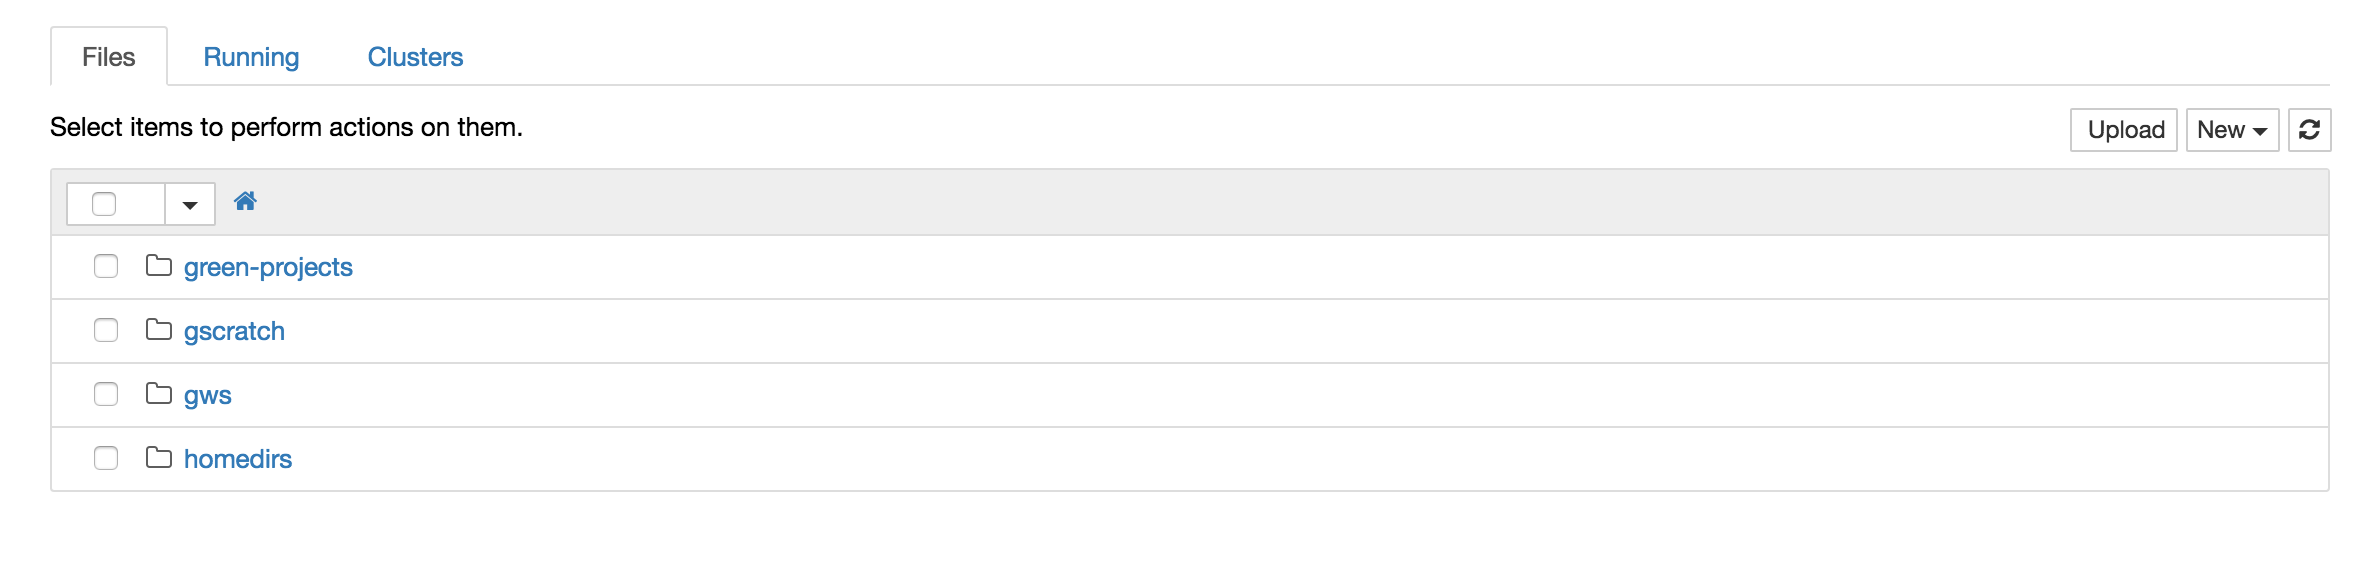 Files Running Clusters
Select items to perform actions on them.
Upload New
green-projects
gscratch
gws
homedirs